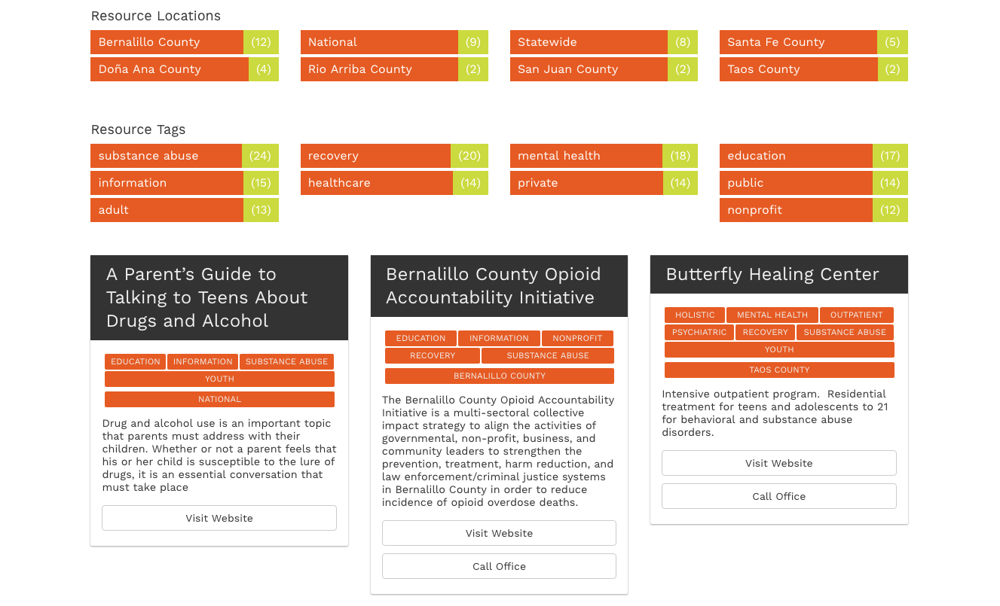 Resource Locations
Bernalillo County (12)
National (9)
Statewide (8)
Santa Fe County (5)
Doña Ana County (4)
Rio Arriba County (2)
San Juan County (2)
Taos County (2)
Resource Tags
substance abuse (24)
recovery (20)
mental health (18)
education (17)
information (15)
healthcare (14)
private (14)
public (14)
adult (13)
nonprofit (12)
A Parent’s Guide to
Talking to Teens About
Drugs and Alcohol
EDUCATION INFORMATION SUBSTANCE ABUSE
YOUTH
NATIONAL
Drug and alcohol use is an important topic
that parents must address with their
children. Whether or not a parent feels that
his or her child is susceptible to the lure of
drugs, it is an essential conversation that
must take place
Visit Website
Bernalillo County Opioid
Accountability Initiative
EDUCATION INFORMATION NONPROFIT
RECOVERY SUBSTANCE ABUSE
BERNALILLO COUNTY
The Bernalillo County Opioid Accountability
Initiative is a multi-sectoral collective
impact strategy to align the activities of
governmental, non-profit, business, and
community leaders to strengthen the
prevention, treatment, harm reduction, and
law enforcement/criminal justice systems
in Bernalillo County in order to reduce
incidence of opioid overdose deaths.
Visit Website
Call Office
Butterfly Healing Center
HOLISTIC MENTAL HEALTH OUTPATIENT
PSYCHIATRIC RECOVERY SUBSTANCE ABUSE
YOUTH
TAOS COUNTY
Intensive outpatient program.  Residential
treatment for teens and adolescents to 21
for behavioral and substance abuse
disorders.
Visit Website
Call Office